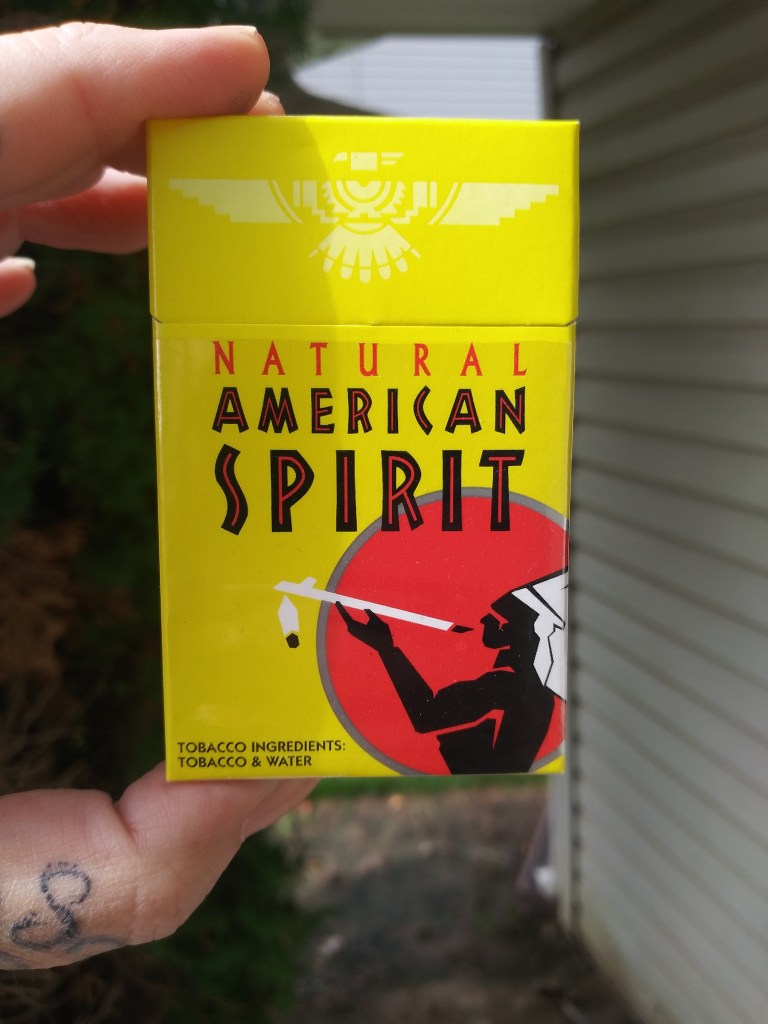 NATURAL
AMERICAN
SPIRIT
TOBACCO INGREDIENTS:
TOBACCO & WATER